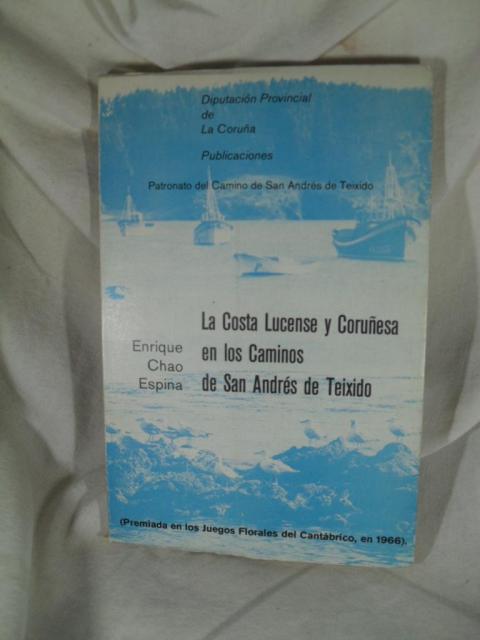 Diputación Provincial
de
La Coruña
Publicaciones
Patronato del Camino de San Andrés de Teixido
La Costa Lucense y Coruñesa
en los Caminos
de San Andrés de Teixido
Enrique
Chao
Espina
(Premiada en los Juegos Florales del Cantábrico, en 1966).